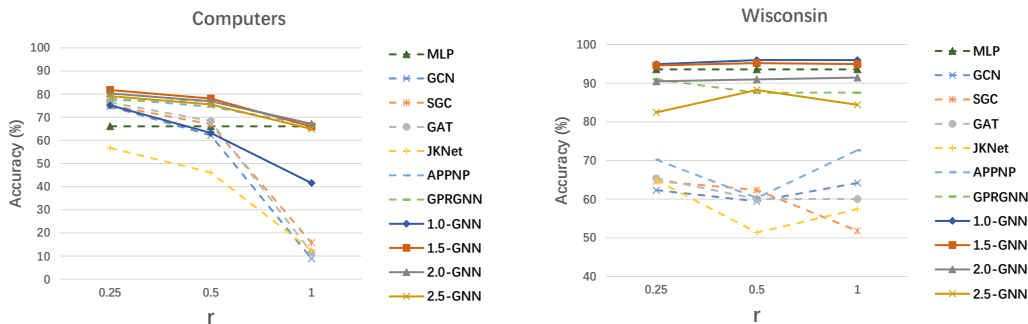 Computers
Accuracy (%)
100
90
80
70
60
50
40
30
20
10
0
0.25 0.5 1
r
MLP
GCN
SGC
GAT
JKNet
APPNP
GPRGNN
1.0-GNN
1.5-GNN
2.0-GNN
2.5-GNN
Wisconsin
Accuracy (%)
100
90
80
70
60
50
40
0.25 0.5 1
r
MLP
GCN
SGC
GAT
JKNet
APPNP
GPRGNN
1.0-GNN
1.5-GNN
2.0-GNN
2.5-GNN